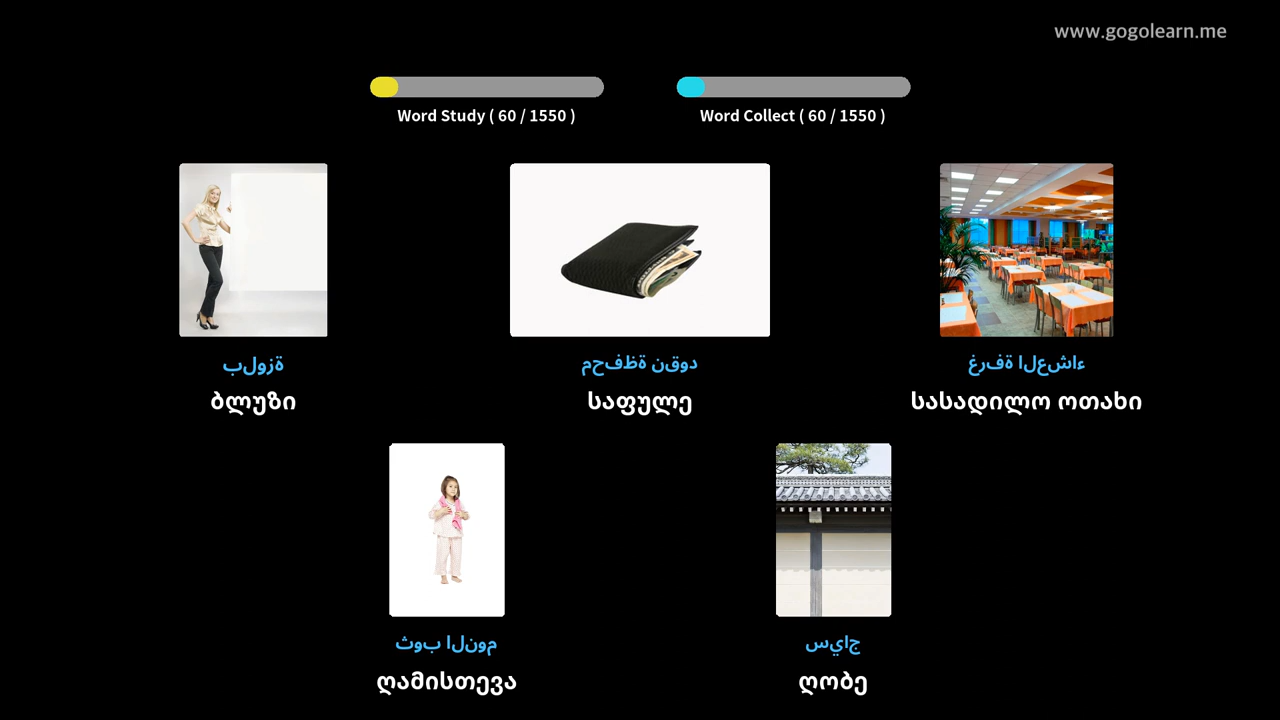 www.gogolearn.me
Word Study ( 60 / 1550 )
Word Collect ( 60 / 1550 )
بلوزة
ბლუზი
محفظة نقود
საფულე
غرفة العشاء
სასადილო ოთახი
ثوب النوم
ღამისთევა
سياج
ღობე